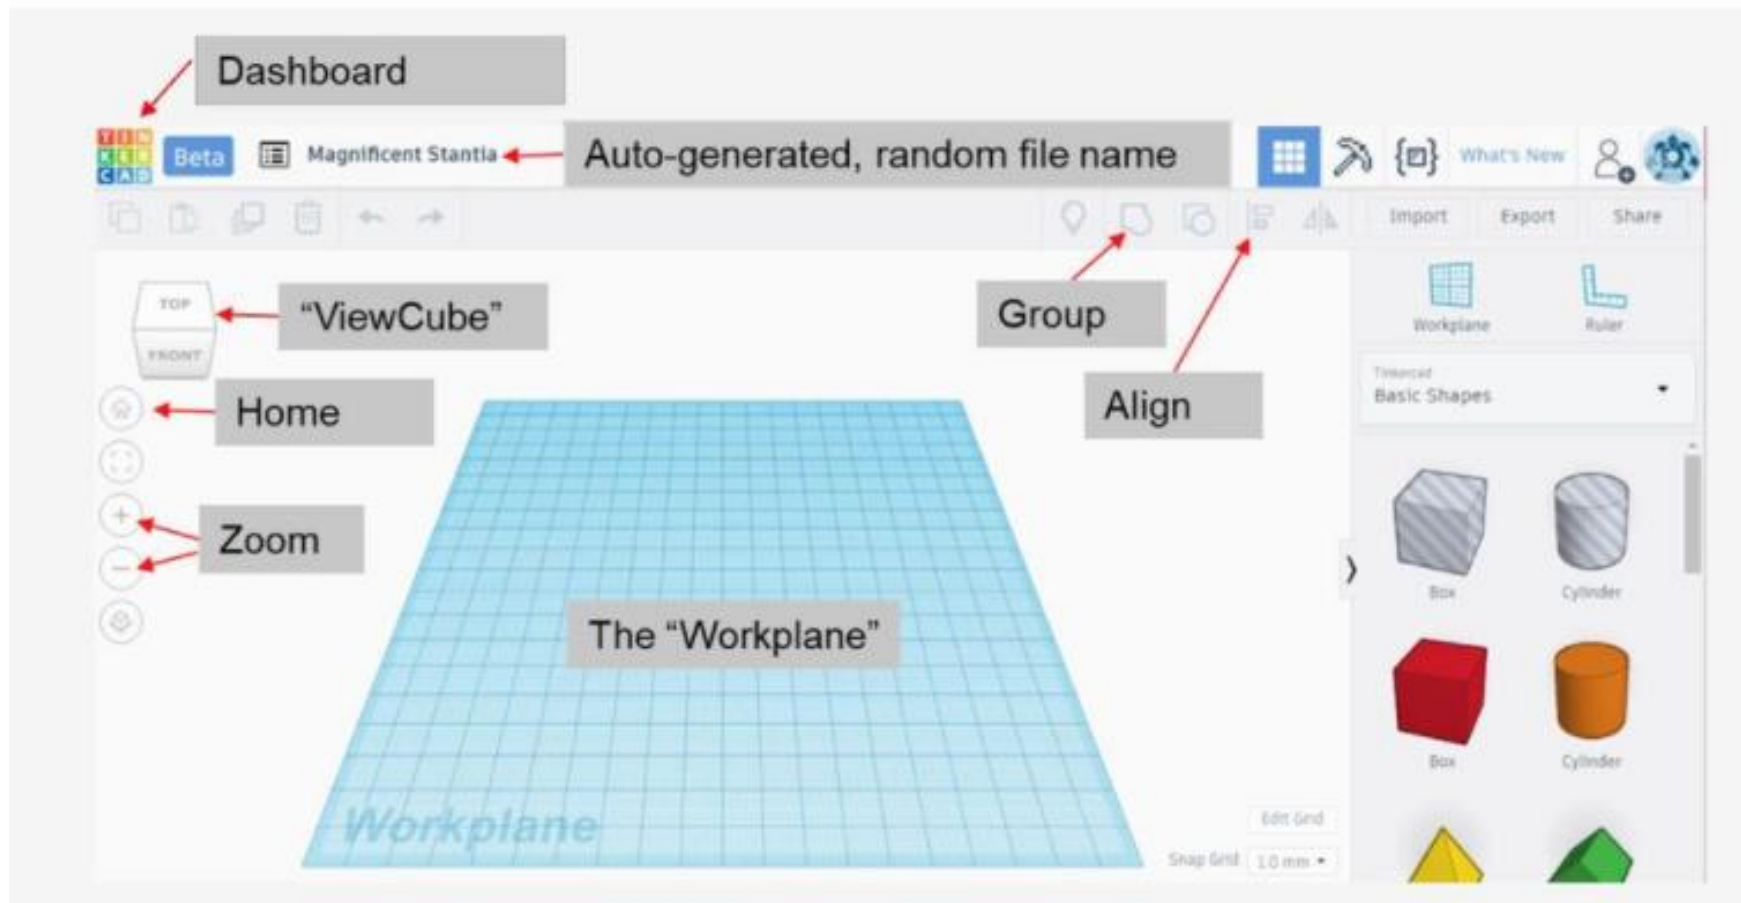 Dashboard
TIN
KER
CAD
Beta
Magnificent Stantia
Auto-generated, random file name
What's New
Import
Export
Share
TOP
FRONT
“ViewCube”
Group
Workplane
Ruler
Home
Align
Tinkercad
Basic Shapes
Zoom
Box
Cylinder
The “Workplane”
Box
Cylinder
Workplane
Edit Grid
Snap Grid
1.0 mm